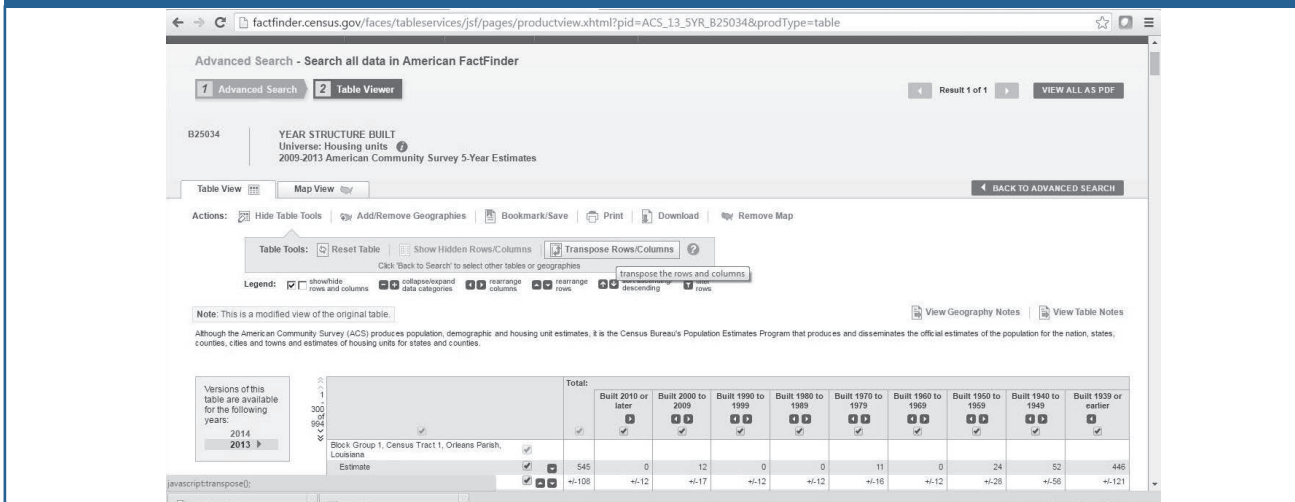 factfinder.census.gov/faces/tableservices/jsf/pages/productview.xhtml?pid=ACS_13_5YR_B25034&prodType=table
Advanced Search - Search all data in American FactFinder
1 Advanced Search 2 Table Viewer
Result 1 of 1 VIEW ALL AS PDF
B25034 YEAR STRUCTURE BUILT
Universe: Housing units
2009-2013 American Community Survey 5-Year Estimates
Table View Map View BACK TO ADVANCED SEARCH
Actions: Hide Table Tools Add/Remove Geographies Bookmark/Save Print Download Remove Map
Table Tools: Reset Table Show Hidden Rows/Columns Transpose Rows/Columns
Click 'Back to Search' to select other tables or geographies
transpose the rows and columns
Legend: show/hide rows and columns collapse/expand data categories rearrange columns rearrange rows descending rows
Note: This is a modified view of the original table. View Geography Notes View Table Notes
Although the American Community Survey (ACS) produces population, demographic and housing unit estimates, it is the Census Bureau's Population Estimates Program that produces and disseminates the official estimates of the population for the nation, states,
counties, cities and towns and estimates of housing units for states and counties.
Versions of this
table are available
for the following
years:
2014
2013
1
-
300
of
994
Total:
Built 2010 or later Built 2000 to 2009 Built 1990 to 1999 Built 1980 to 1989 Built 1970 to 1979 Built 1960 to 1969 Built 1950 to 1959 Built 1940 to 1949 Built 1939 or earlier
Block Group 1, Census Tract 1, Orleans Parish,
Louisiana
Estimate 545 0 12 0 0 11 0 24 52 446
+/-108 +/-12 +/-17 +/-12 +/-12 +/-16 +/-12 +/-28 +/-56 +/-121
javascript:transpose();